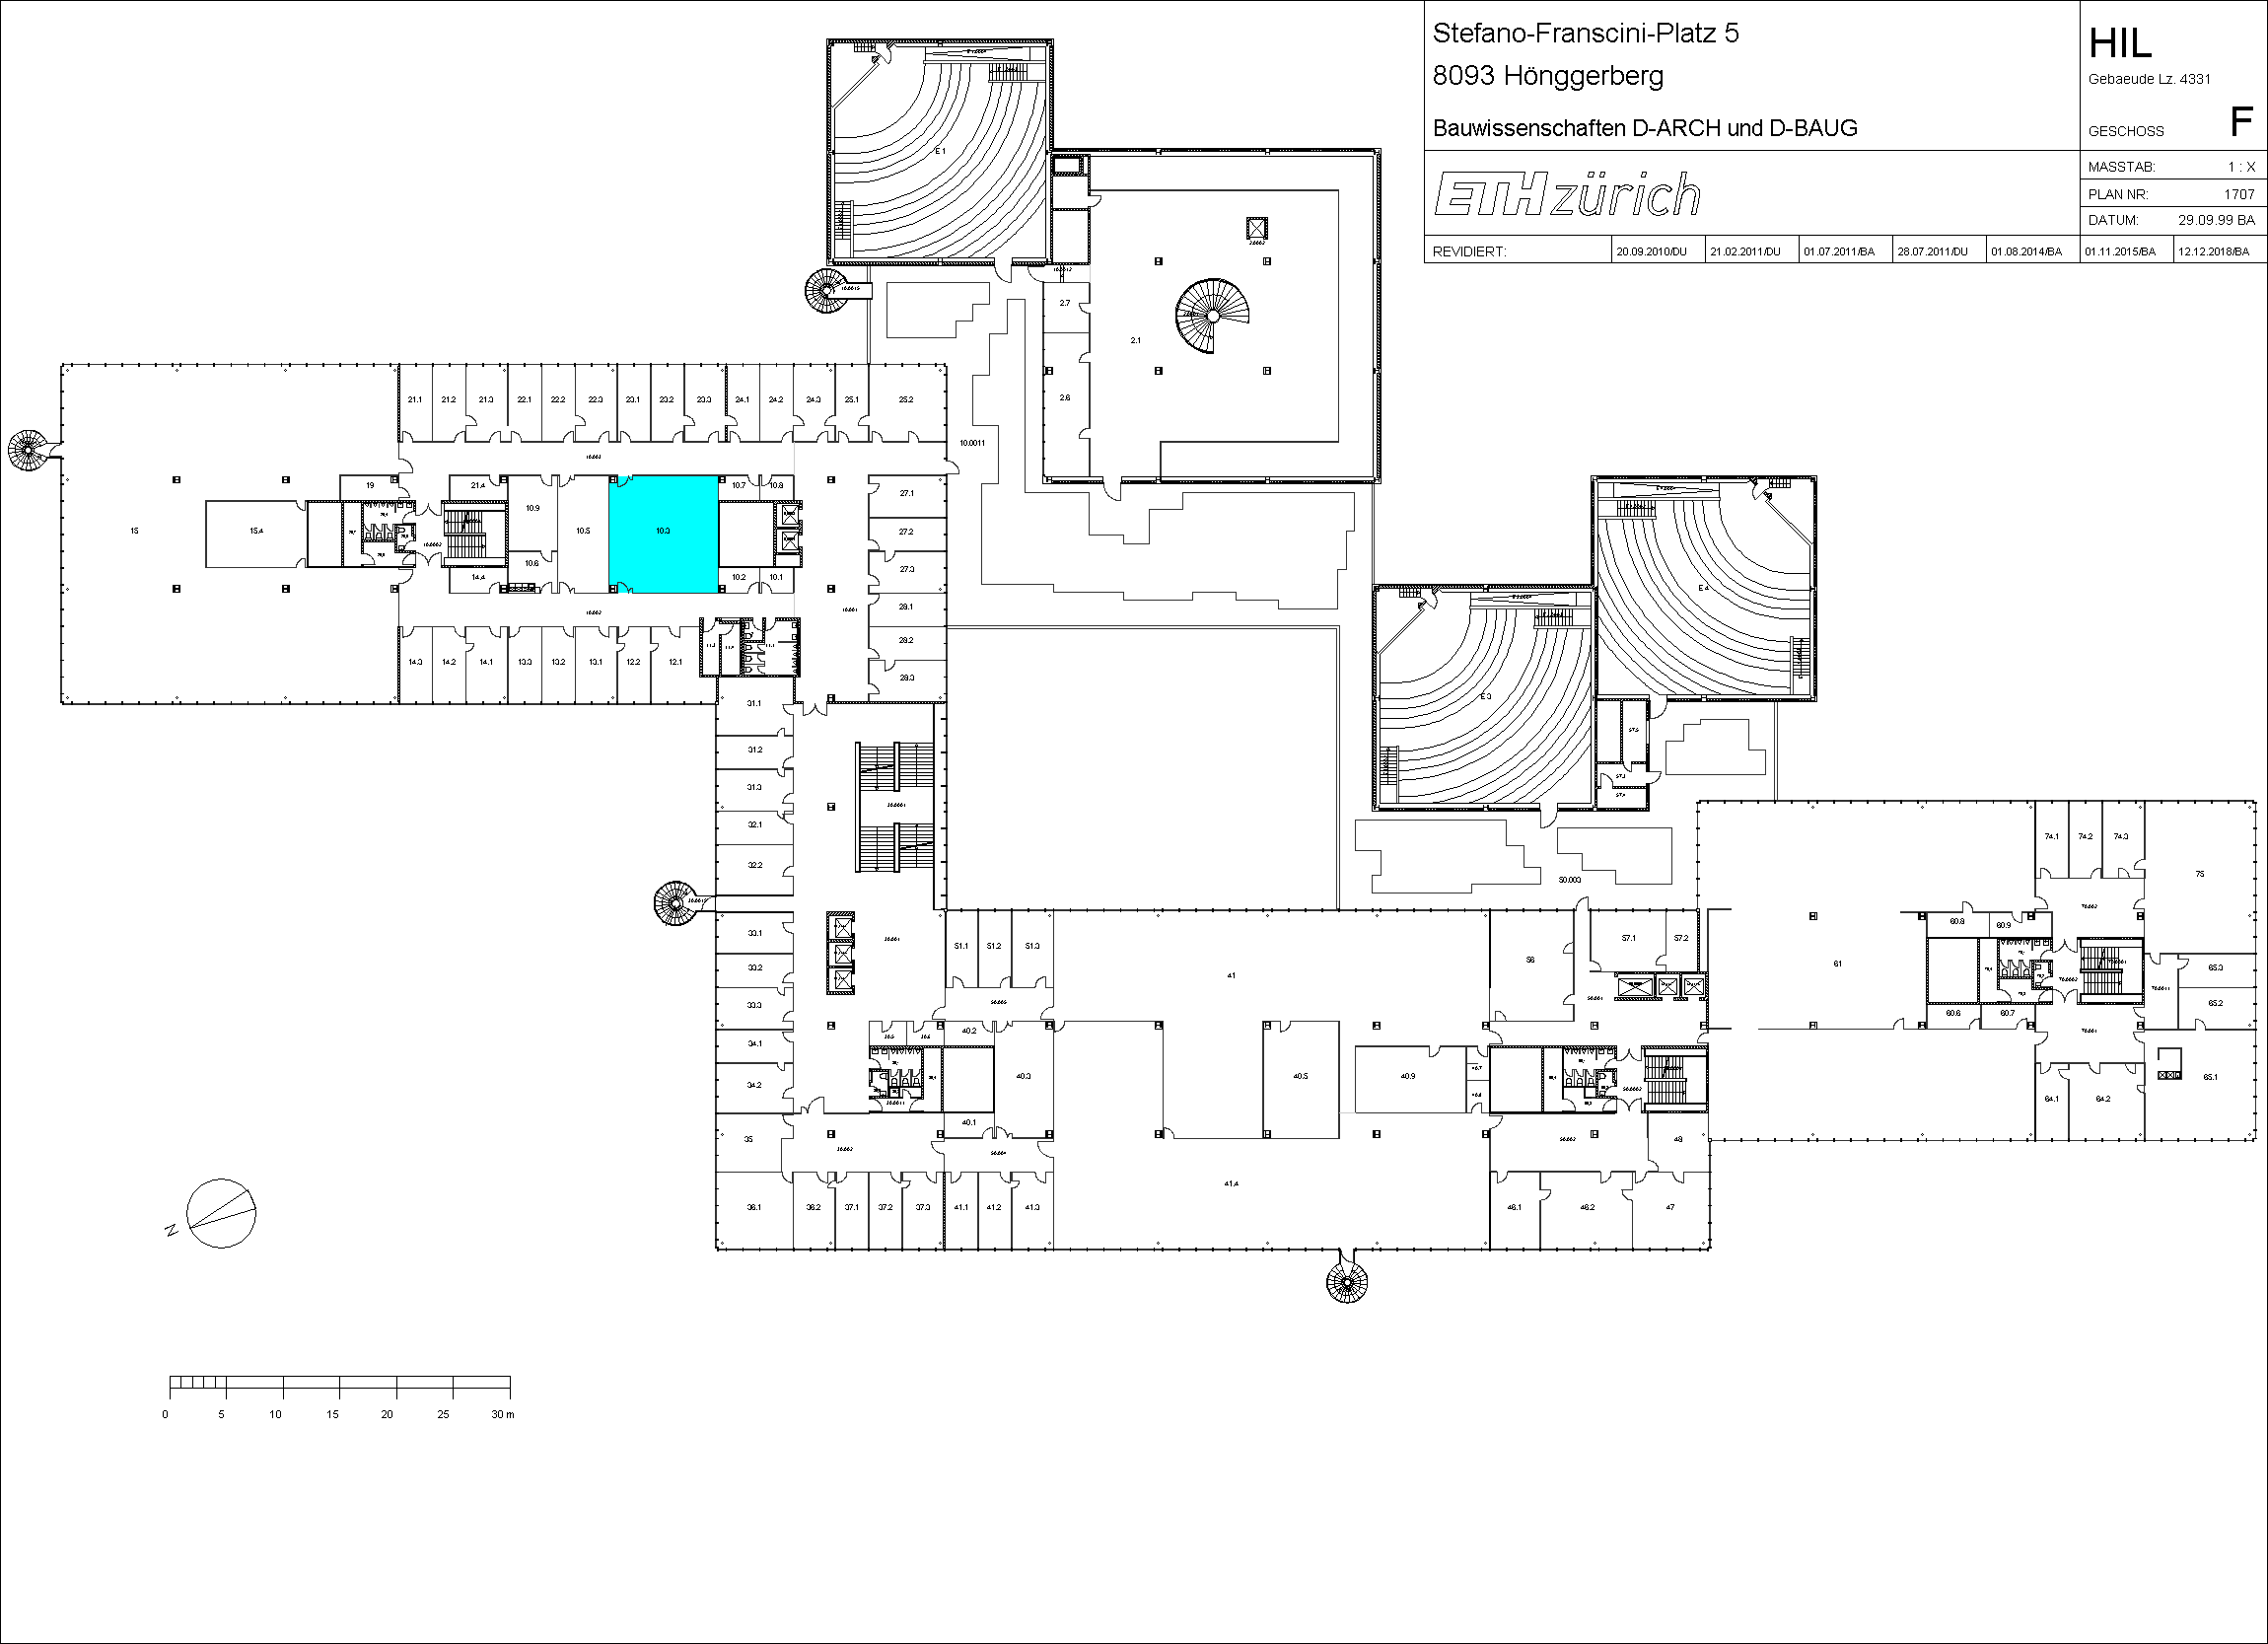 Stefano-Franscini-Platz 5
8093 Hönggerberg
Bauwissenschaften D-ARCH und D-BAUG
HIL
Gebaeude Lz. 4331
GESCHOSS F
ETH zürich
MASSTAB: 1 : X
PLAN NR: 1707
DATUM: 29.09.99 BA
REVIDIERT: 20.09.2010/DU 21.02.2011/DU 01.07.2011/BA 28.07.2011/DU 01.08.2014/BA 01.11.2015/BA 12.12.2018/BA
E 1
2.7
2.1
2.6
21.1 21.2 21.3 22.1 22.2 22.3 23.1 23.2 23.3 24.1 24.2 24.3 25.1 25.2
10.0011
19 21.4 10.7 10.8
27.1
10.9
15 15.4 10.5 10.3
27.2
10.6
27.3
14.4 10.2 10.1
28.1
28.2
14.3 14.2 14.1 13.3 13.2 13.1 12.2 12.1
28.3
E 4
E 3
31.1
31.2
31.3
32.1
32.2
33.1
33.2
33.3
34.1
34.2
35
36.1 36.2 37.1 37.2 37.3 41.1 41.2 41.3
51.1 51.2 51.3
41
40.2
40.3
40.5
40.9
40.1
41.4
56
57.1 57.2
50.003
48
46.1 46.2 47
74.1 74.2 74.3
75
60.8 60.9
61
65.3
65.2
60.6 60.7
65.1
64.1 64.2
N
0 5 10 15 20 25 30 m